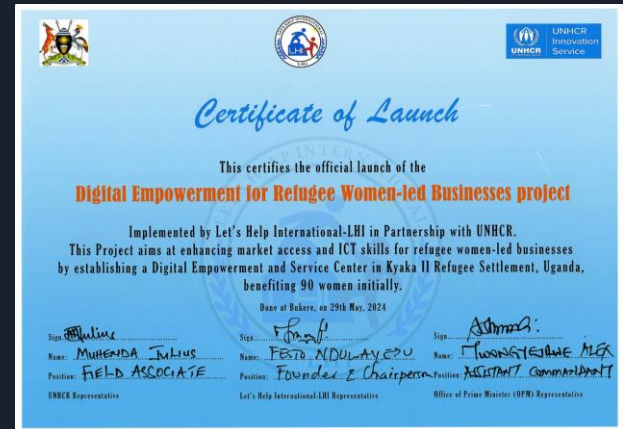 LHI
UNHCR
UNHCR
Innovation
Service
Certificate of Launch
This certifies the official launch of the
Digital Empowerment for Refugee Women-led Businesses project
Implemented by Let's Help International-LHI in Partnership with UNHCR.
This Project aims at enhancing market access and ICT skills for refugee women-led businesses
by establishing a Digital Empowerment and Service Center in Kyaka II Refugee Settlement, Uganda,
benefiting 90 women initially.
Done at Bukere, on 29th May, 2024
Sign
Sign
Sign
Name: MUHENDA JULIUS
Name: FESTO NDULAYEZU
Name: ALEX
Position: FIELD ASSOCIATE
Position: Founder & Chairperson
Position: ASSISTANT COMMANDANT
UNHCR Representative
Let's Help International-LHI Representative
Office of Prime Minister (OPM) Representative